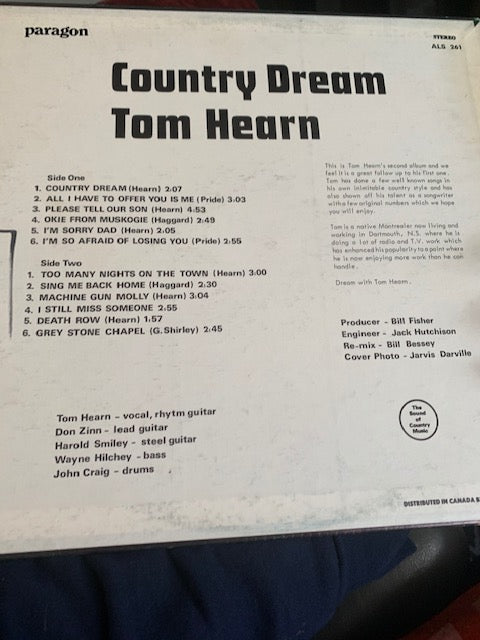 paragon
STEREO
ALS 261
Country Dream
Tom Hearn
Side One
1. COUNTRY DREAM (Hearn) 2:07
2. ALL I HAVE TO OFFER YOU IS ME (Pride) 3:03
3. PLEASE TELL OUR SON (Hearn) 4:53
4. OKIE FROM MUSKOGIE (Haggard) 2:49
5. I'M SORRY DAD (Hearn) 2:05
6. I'M SO AFRAID OF LOSING YOU (Pride) 2:55
Side Two
1. TOO MANY NIGHTS ON THE TOWN (Hearn) 3:00
2. SING ME BACK HOME (Haggard) 2:30
3. MACHINE GUN MOLLY (Hearn) 3:04
4. I STILL MISS SOMEONE 2:55
5. DEATH ROW (Hearn) 1:57
6. GREY STONE CHAPEL (G. Shirley) 2:45
This is Tom Hearn's second album and we
feel it is a great follow up to his first one.
Tom has done a few well known songs in
his own inimitable country style and has
also shown off his talent as a songwriter
with a few original numbers which we hope
you will enjoy.
Tom is a native Montrealer now living and
working in Dartmouth, N.S. where he is
doing a lot of radio and T.V. work which
has enhanced his popularity to a point where
he is now enjoying more work than he can
handle.
Dream with Tom Hearn.
Producer - Bill Fisher
Engineer - Jack Hutchison
Re-mix - Bill Bessey
Cover Photo - Jarvis Darville
Tom Hearn - vocal, rhytm guitar
Don Zinn - lead guitar
Harold Smiley - steel guitar
Wayne Hilchey - bass
John Craig - drums
The
Sound
of
Country
Music
DISTRIBUTED IN CANADA B